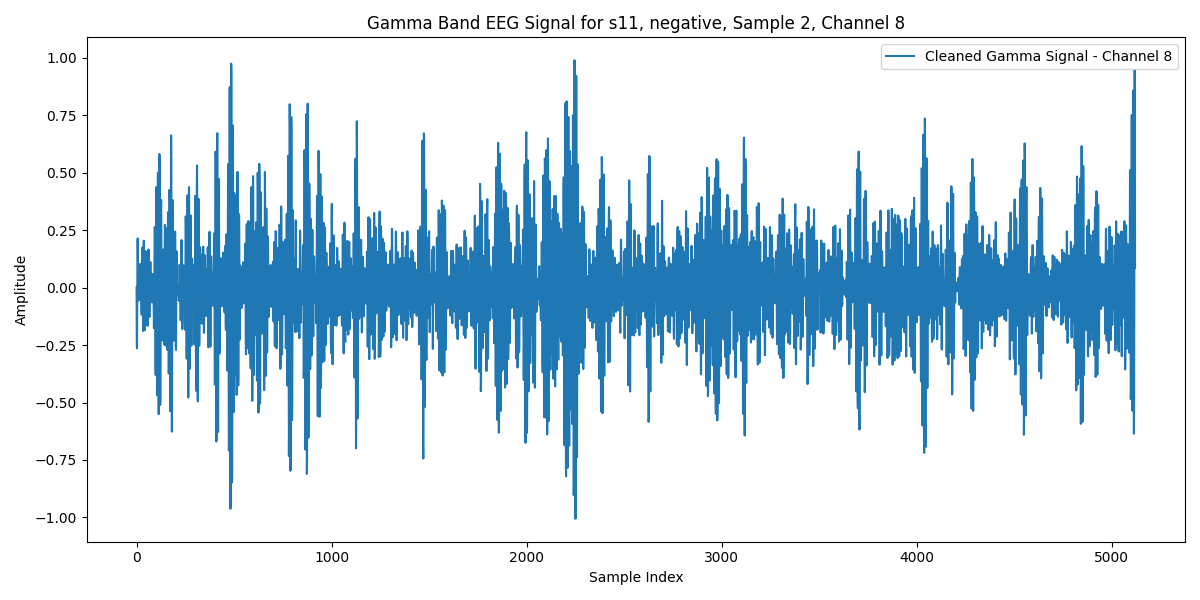 Gamma Band EEG Signal for s11, negative, Sample 2, Channel 8
Cleaned Gamma Signal - Channel 8
1.00
0.75
0.50
0.25
0.00
−0.25
−0.50
−0.75
−1.00
Amplitude
0 1000 2000 3000 4000 5000
Sample Index